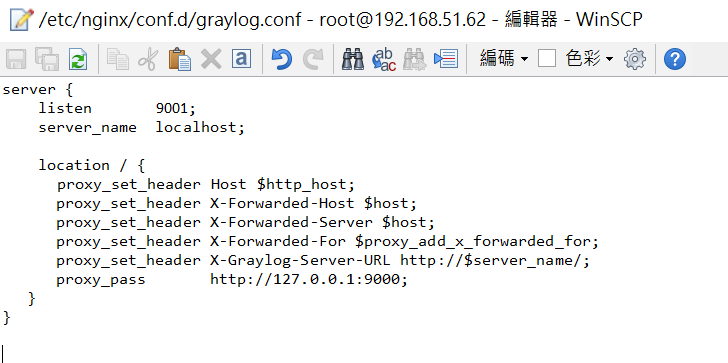 /etc/nginx/conf.d/graylog.conf - root@192.168.51.62 - 編輯器 - WinSCP
ab ac a 編碼 色彩 ?
server {
    listen       9001;
    server_name  localhost;

    location / {
      proxy_set_header Host $http_host;
      proxy_set_header X-Forwarded-Host $host;
      proxy_set_header X-Forwarded-Server $host;
      proxy_set_header X-Forwarded-For $proxy_add_x_forwarded_for;
      proxy_set_header X-Graylog-Server-URL http://$server_name/;
      proxy_pass       http://127.0.0.1:9000;
   }
}